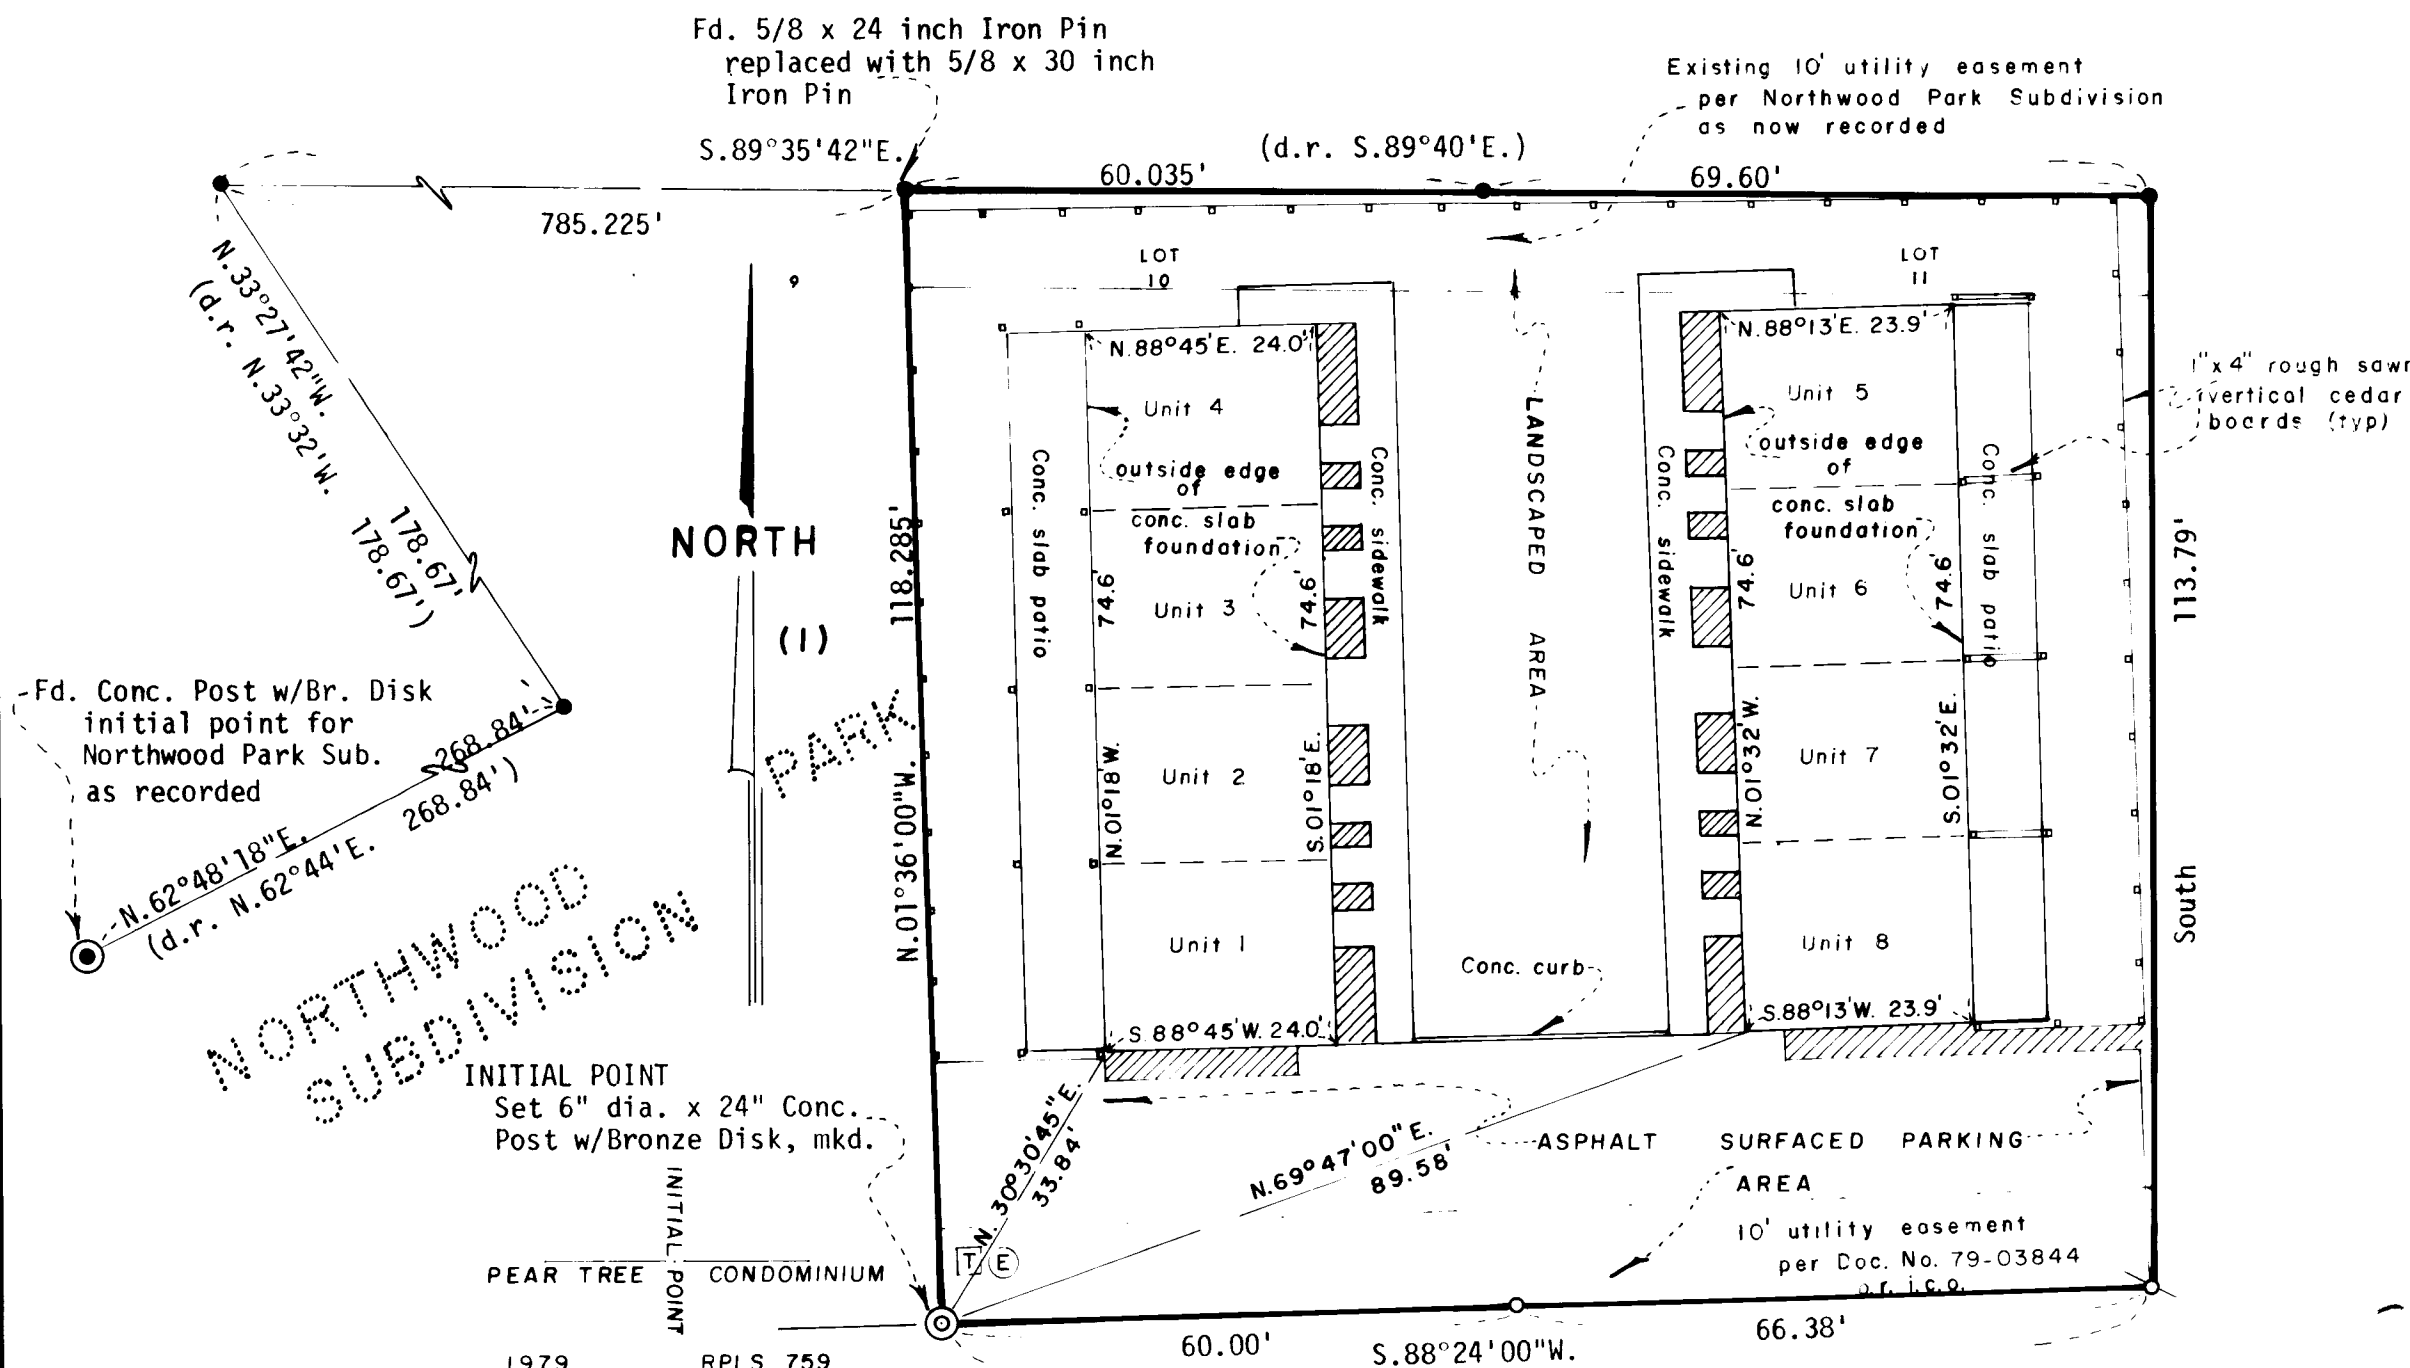 Fd. 5/8 x 24 inch Iron Pin
replaced with 5/8 x 30 inch
Iron Pin
Existing 10' utility easement
per Northwood Park Subdivision
as now recorded
S.89°35'42"E.
(d.r. S.89°40'E.)
60.035'
69.60'
785.225'
N.33°27'42"W. 178.67'
(d.r. N.33°32'W. 178.67')
9
LOT
10
LOT
11
N.88°45'E. 24.0'
N.88°13'E. 23.9'
Unit 4
Unit 5
1"x4" rough sawn
vertical cedar
boards (typ)
outside edge
of
conc. slab
foundation
outside edge
of
conc. slab
foundation
Conc. slab patio
Conc. sidewalk
LANDSCAPED AREA
Conc. sidewalk
Conc. slab patio
NORTH
(1)
118.285'
N.01°36'00"W.
74.6'
74.6'
74.6'
74.6'
113.79'
South
Unit 3
Unit 6
Unit 2
Unit 7
N.01°18'W.
S.01°18'E.
N.01°32'W.
S.01°32'E.
Unit 1
Unit 8
Fd. Conc. Post w/Br. Disk
initial point for
Northwood Park Sub.
as recorded
N.62°48'18"E. 268.84'
(d.r. N.62°44'E. 268.84')
NORTHWOOD PARK
SUBDIVISION
Conc. curb
S.88°45'W. 24.0'
S.88°13'W. 23.9'
INITIAL POINT
Set 6" dia. x 24" Conc.
Post w/Bronze Disk, mkd.
N.30°30'45"E.
33.84'
N.69°47'00"E.
89.58'
ASPHALT SURFACED PARKING
AREA
10' utility easement
per Doc. No. 79-03844
o.r. j.c.o.
INITIAL POINT
PEAR TREE CONDOMINIUM
T E
60.00'
S.88°24'00"W.
66.38'
1979 RPLS 759